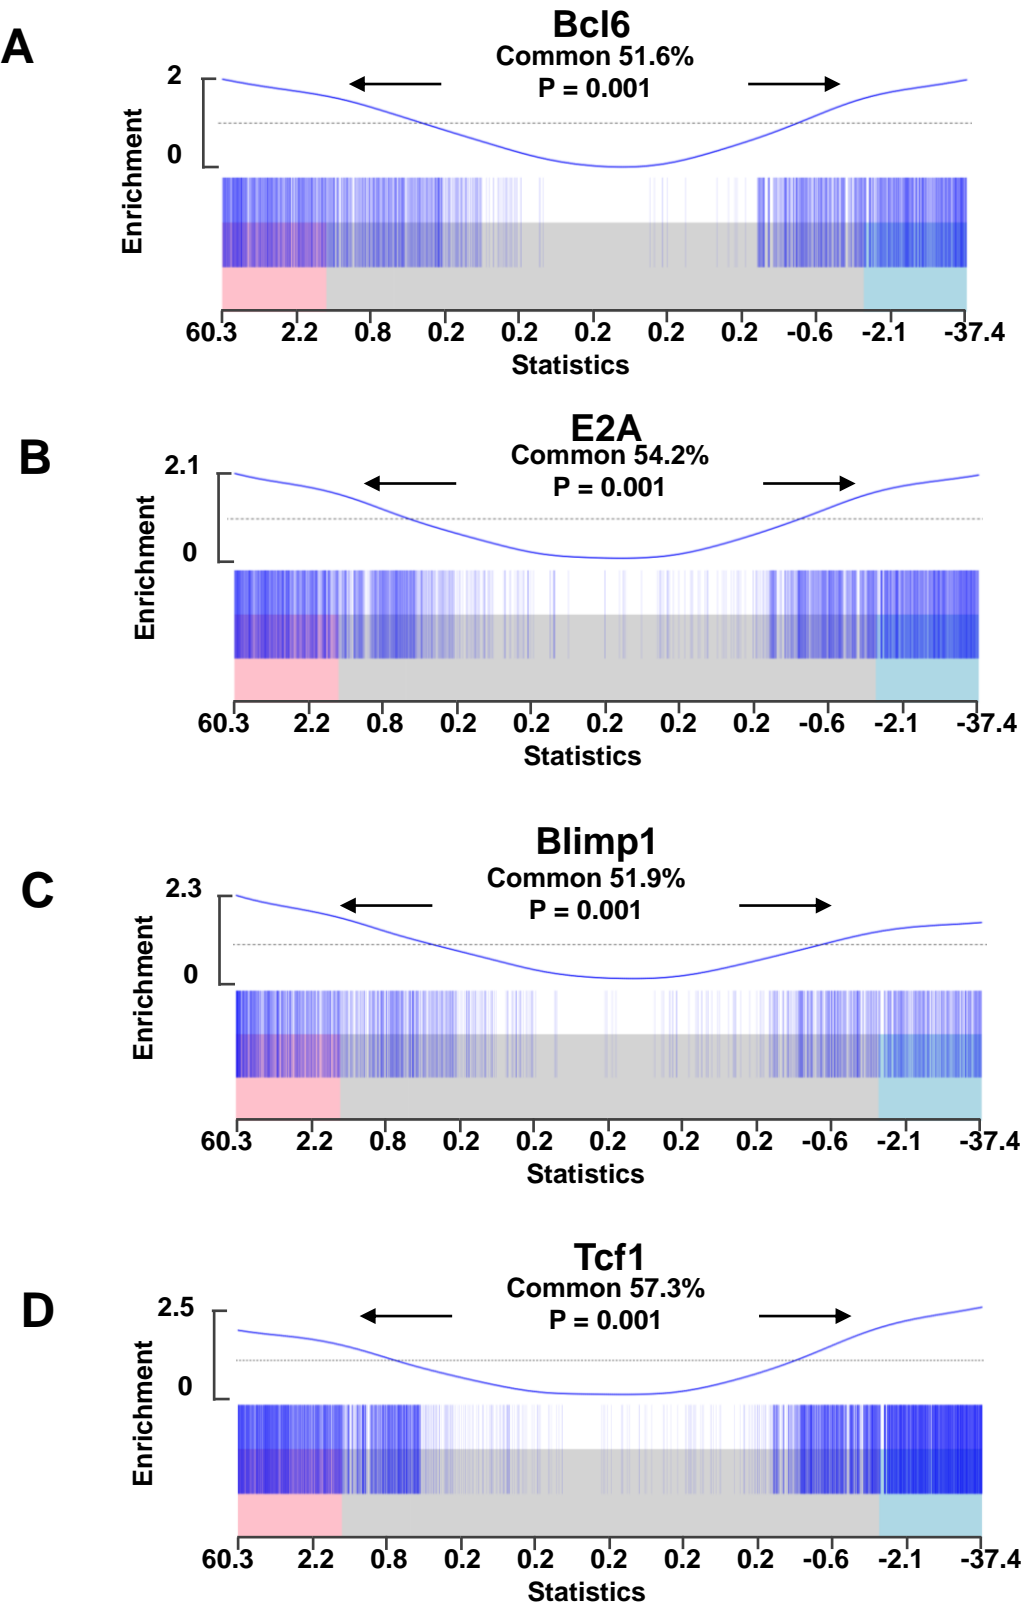 A
Bcl6
Common 51.6%
P = 0.001
2
0
Enrichment
60.3 2.2 0.8 0.2 0.2 0.2 0.2 0.2 -0.6 -2.1 -37.4
Statistics
B
E2A
Common 54.2%
P = 0.001
2.1
0
Enrichment
60.3 2.2 0.8 0.2 0.2 0.2 0.2 0.2 -0.6 -2.1 -37.4
Statistics
C
Blimp1
Common 51.9%
P = 0.001
2.3
0
Enrichment
60.3 2.2 0.8 0.2 0.2 0.2 0.2 0.2 -0.6 -2.1 -37.4
Statistics
D
Tcf1
Common 57.3%
P = 0.001
2.5
0
Enrichment
60.3 2.2 0.8 0.2 0.2 0.2 0.2 0.2 -0.6 -2.1 -37.4
Statistics